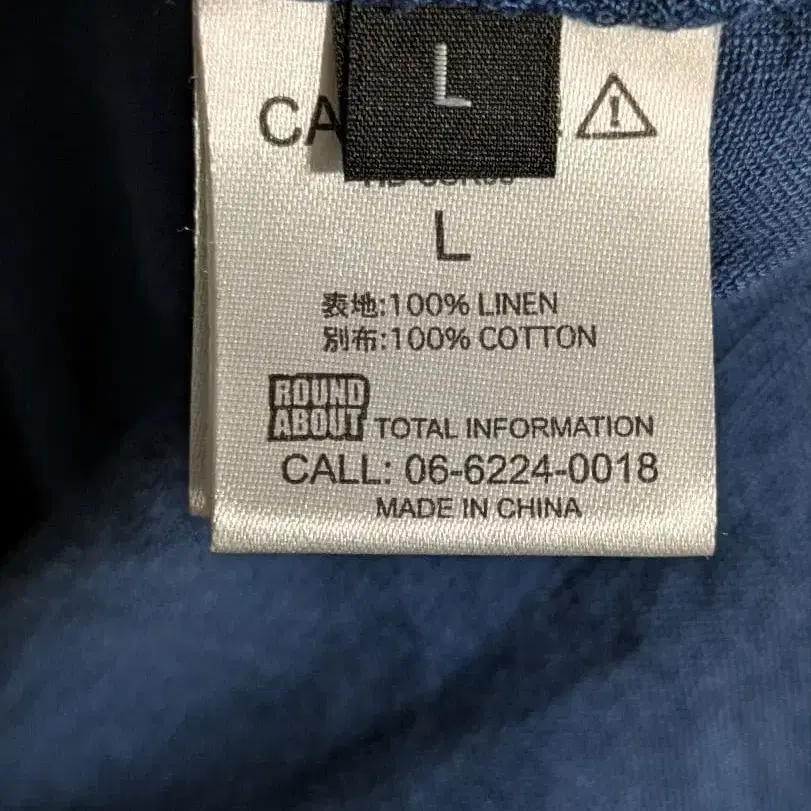 L
L
表地:100% LINEN
別布:100% COTTON
ROUND
ABOUT
TOTAL INFORMATION
CALL: 06-6224-0018
MADE IN CHINA